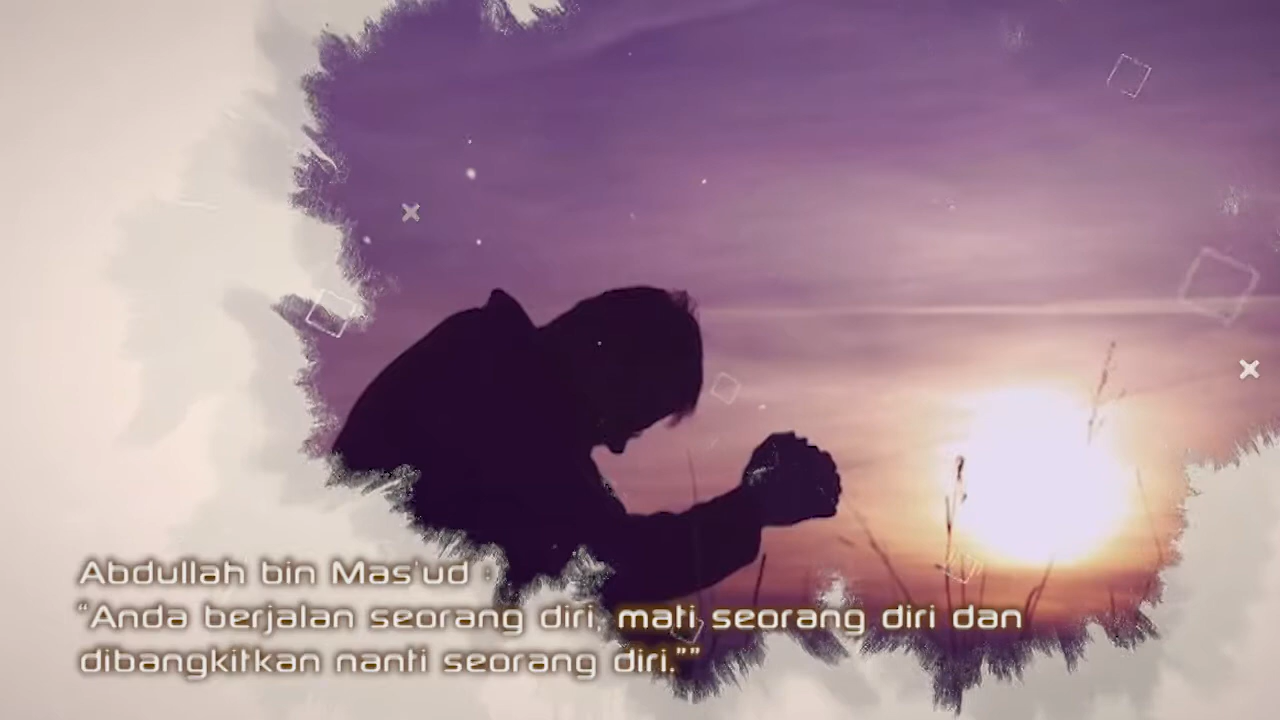 Abdullah bin Mas'ud :
“Anda berjalan seorang diri, mati seorang diri dan
dibangkitkan nanti seorang diri.””